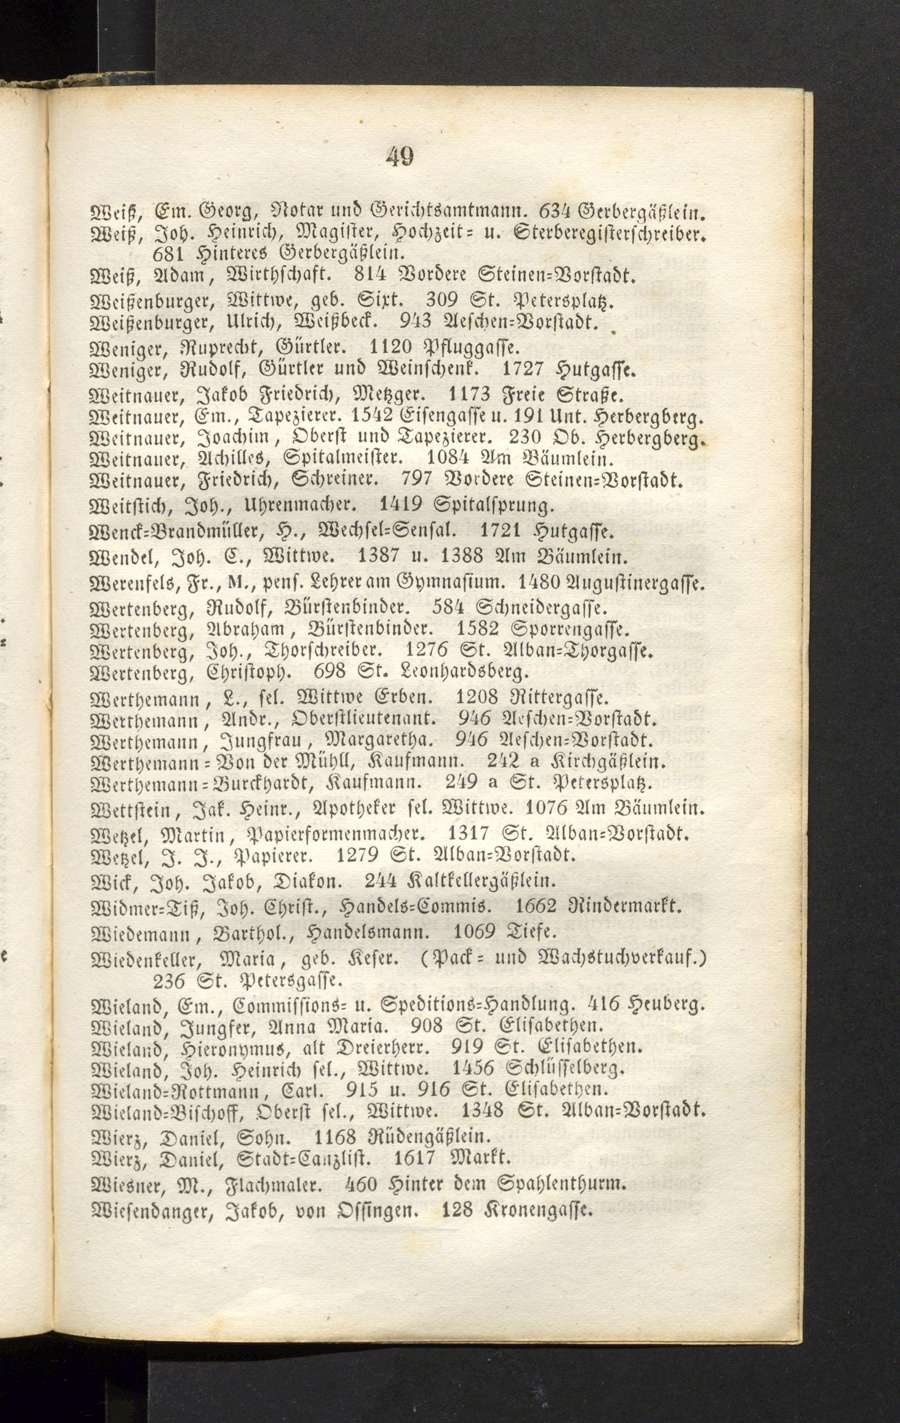 49
Weiß, Em. Georg, Notar und Gerichtsamtmann. 634 Gerbergäßlein.
Weiß, Joh. Heinrich, Magister, Hochzeit- u. Sterberegisterschreiber.
681 Hinteres Gerbergäßlein.
Weiß, Adam, Wirthschaft. 814 Vordere Steinen-Vorstadt.
Weißenburger, Wittwe, geb. Sixt. 309 St. Petersplatz.
Weißenburger, Ulrich, Weißbeck. 943 Aeschen-Vorstadt.
Weniger, Ruprecht, Gürtler. 1120 Pfluggasse.
Weniger, Rudolf, Gürtler und Weinschenk. 1727 Hutgasse.
Weitnauer, Jakob Friedrich, Metzger. 1173 Freie Straße.
Weitnauer, Em., Tapezierer. 1542 Eisengasse u. 191 Unt. Herbergberg.
Weitnauer, Joachim, Oberst und Tapezierer. 230 Ob. Herbergberg.
Weitnauer, Achilles, Spitalmeister. 1084 Am Bäumlein.
Weitnauer, Friedrich, Schreiner. 797 Vordere Steinen-Vorstadt.
Weitstich, Joh., Uhrenmacher. 1419 Spitalsprung.
Wenck-Brandmüller, H., Wechsel-Sensal. 1721 Hutgasse.
Wendel, Joh. C., Wittwe. 1387 u. 1388 Am Bäumlein.
Werenfels, Fr., M., pens. Lehrer am Gymnasium. 1480 Augustinergasse.
Wertenberg, Rudolf, Bürstenbinder. 584 Schneidergasse.
Wertenberg, Abraham, Bürstenbinder. 1582 Sporrengasse.
Wertenberg, Joh., Thorschreiber. 1276 St. Alban-Thorgasse.
Wertenberg, Christoph. 698 St. Leonhardsberg.
Werthemann, L., sel. Wittwe Erben. 1208 Rittergasse.
Werthemann, Andr., Oberstlieutenant. 946 Aeschen-Vorstadt.
Werthemann, Jungfrau, Margaretha. 946 Aeschen-Vorstadt.
Werthemann-Von der Mühll, Kaufmann. 242 a Kirchgäßlein.
Werthemann-Burckhardt, Kaufmann. 249 a St. Petersplatz.
Wettstein, Jak. Heinr., Apotheker sel. Wittwe. 1076 Am Bäumlein.
Wetzel, Martin, Papierformenmacher. 1317 St. Alban-Vorstadt.
Wetzel, J. J., Papierer. 1279 St. Alban-Vorstadt.
Wick, Joh. Jakob, Diakon. 244 Kaltkellergäßlein.
Widmer-Tiß, Joh. Christ., Handels-Commis. 1662 Rindermarkt.
Wiedemann, Barthol., Handelsmann. 1069 Tiefe.
Wiedenkeller, Maria, geb. Keser. (Pack- und Wachstuchverkauf.)
236 St. Petersgasse.
Wieland, Em., Commissions- u. Speditions-Handlung. 416 Heuberg.
Wieland, Jungfer, Anna Maria. 908 St. Elisabethen.
Wieland, Hieronymus, alt Dreierherr. 919 St. Elisabethen.
Wieland, Joh. Heinrich sel., Wittwe. 1456 Schlüsselberg.
Wieland-Rottmann, Carl. 915 u. 916 St. Elisabethen.
Wieland-Bischoff, Oberst sel., Wittwe. 1348 St. Alban-Vorstadt.
Wierz, Daniel, Sohn. 1168 Rüdengäßlein.
Wierz, Daniel, Stadt-Canzlist. 1617 Markt.
Wiesner, M., Flachmaler. 460 Hinter dem Spahlenthurm.
Wiesendanger, Jakob, von Ossingen. 128 Kronengasse.